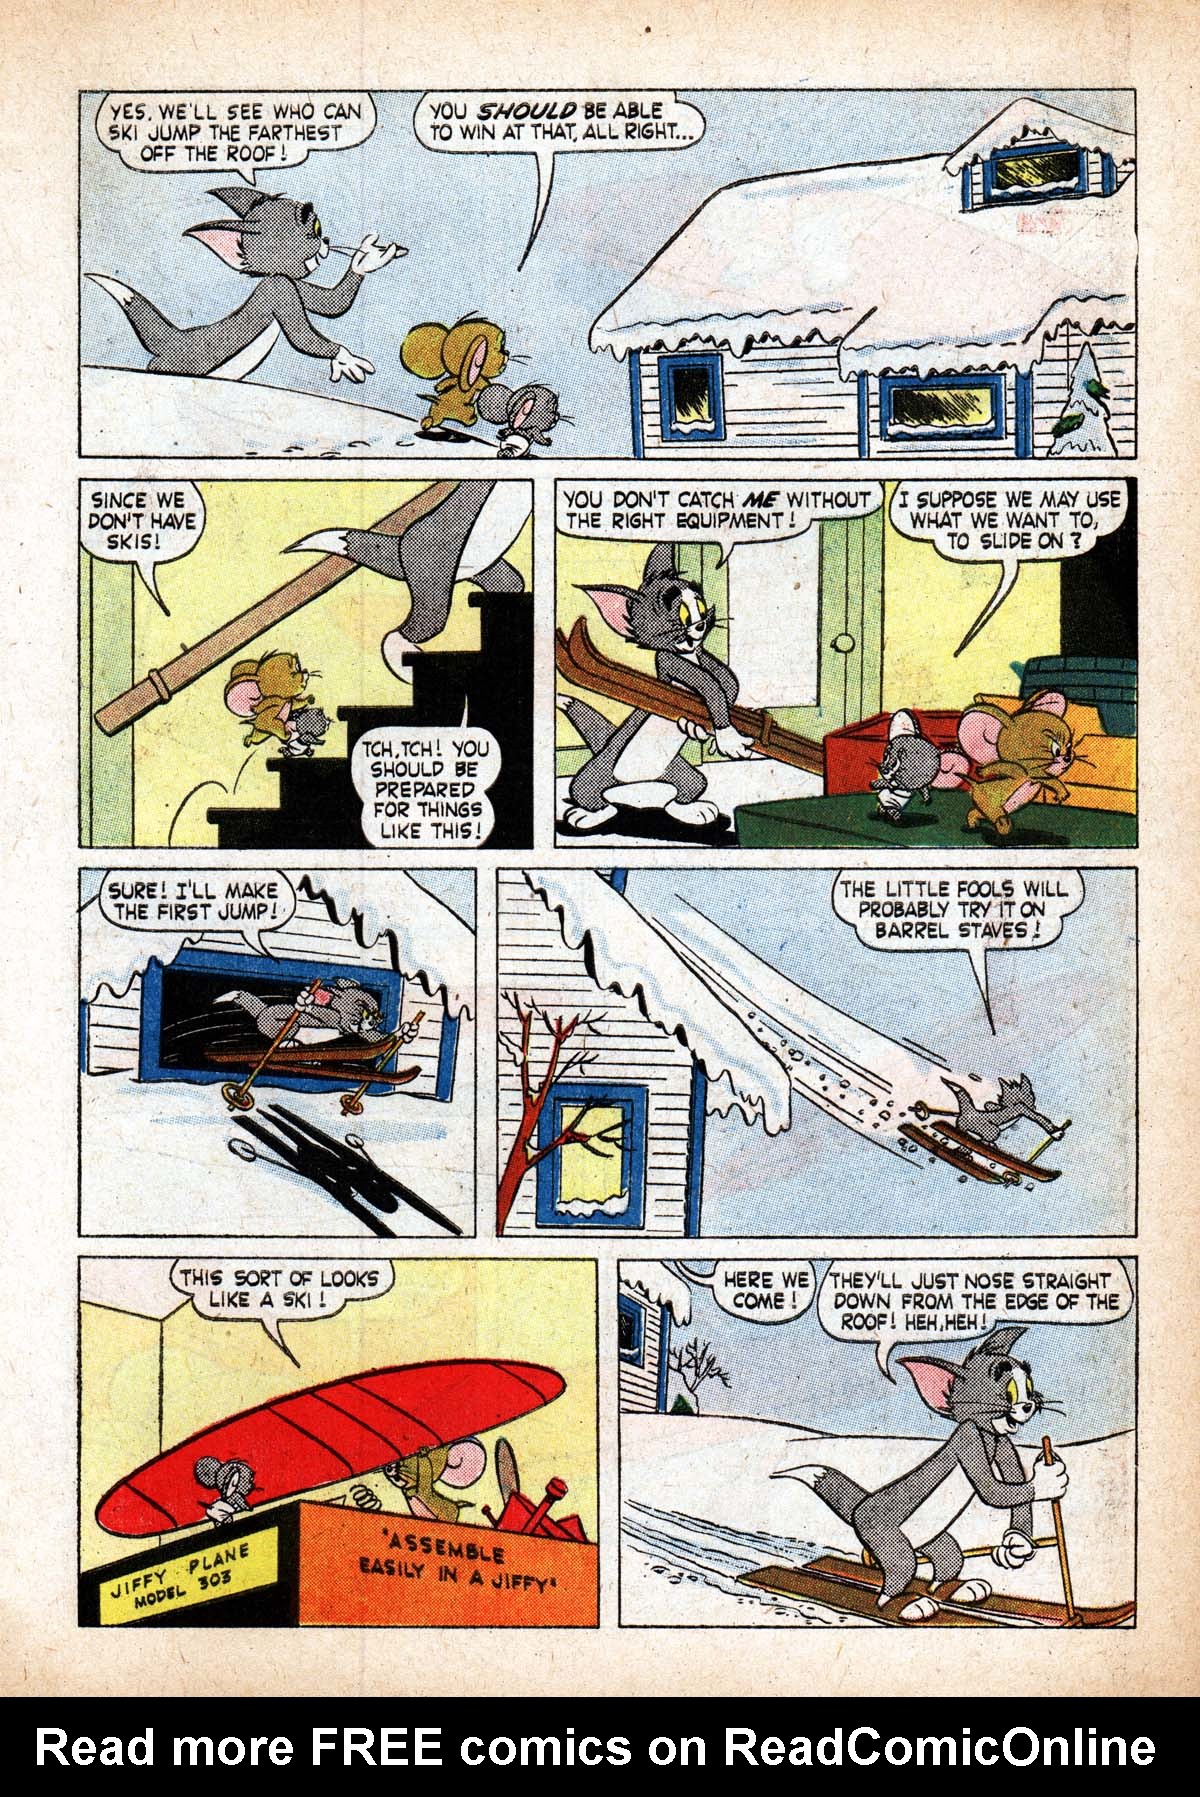 YES, WE'LL SEE WHO CAN
SKI JUMP THE FARTHEST
OFF THE ROOF!
YOU SHOULD BE ABLE
TO WIN AT THAT, ALL RIGHT...
SINCE WE
DON'T HAVE
SKIS!
TCH, TCH! YOU
SHOULD BE
PREPARED
FOR THINGS
LIKE THIS!
YOU DON'T CATCH ME WITHOUT
THE RIGHT EQUIPMENT!
I SUPPOSE WE MAY USE
WHAT WE WANT TO,
TO SLIDE ON?
SURE! I'LL MAKE
THE FIRST JUMP!
THE LITTLE FOOLS WILL
PROBABLY TRY IT ON
BARREL STAVES!
THIS SORT OF LOOKS
LIKE A SKI!
JIFFY PLANE
MODEL 303
"ASSEMBLE
EASILY IN A JIFFY"
HERE WE
COME!
THEY'LL JUST NOSE STRAIGHT
DOWN FROM THE EDGE OF THE
ROOF! HEH, HEH!
Read more FREE comics on ReadComicOnline